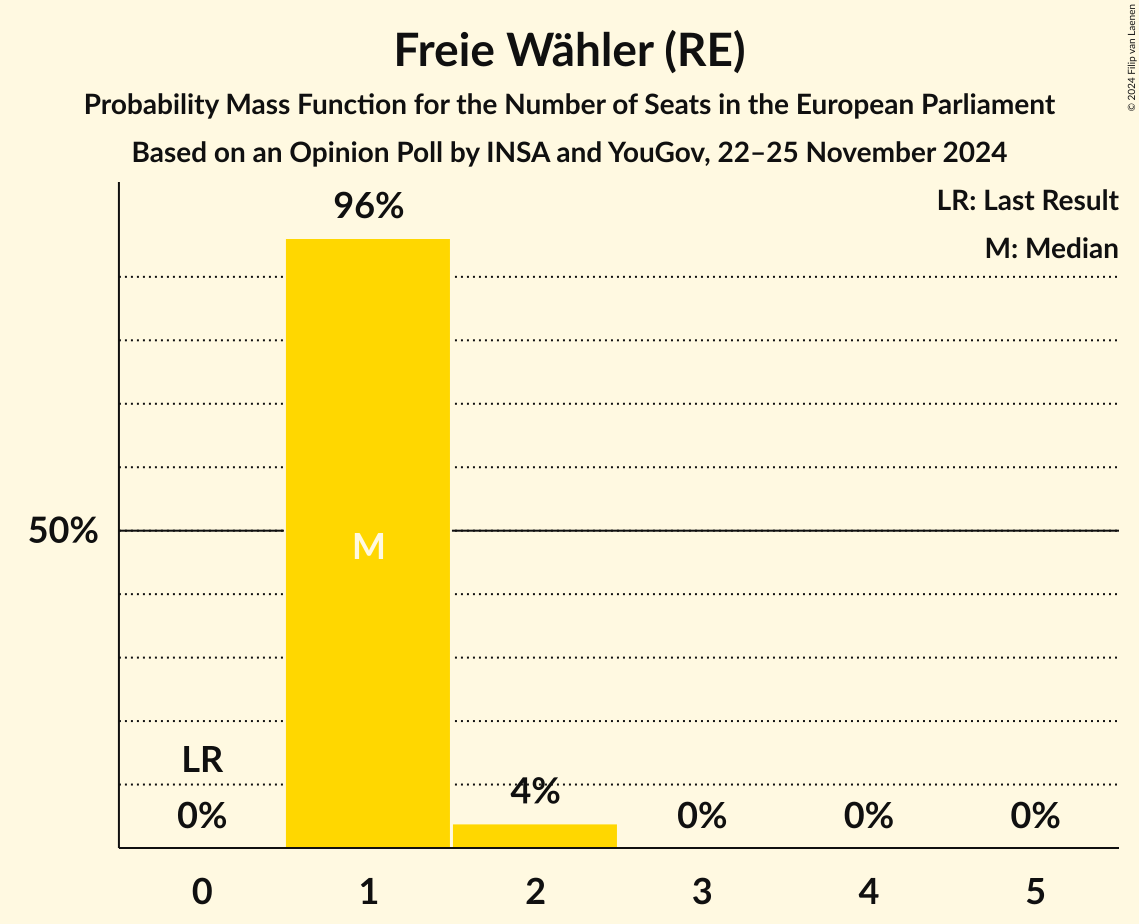 Freie Wähler (RE)
Probability Mass Function for the Number of Seats in the European Parliament
Based on an Opinion Poll by INSA and YouGov, 22–25 November 2024
© 2024 Filip van Laenen
LR: Last Result
M: Median
96%
50%
M
LR
0%
4%
0%
0%
0%
0 1 2 3 4 5